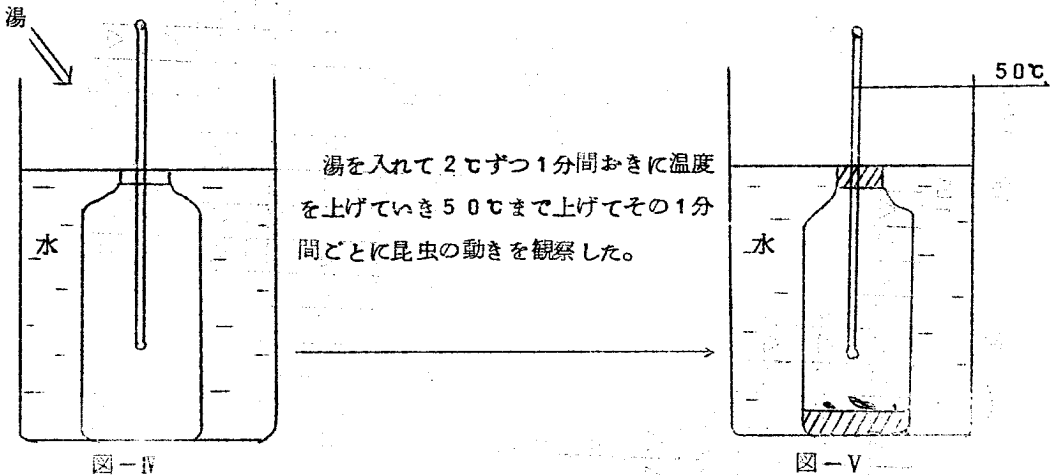 湯
50℃
湯を入れて2℃ずつ1分間おきに温度
を上げていき50℃まで上げてその1分
間ごとに昆虫の動きを観察した。
水
水
図-Ⅳ
図-Ⅴ